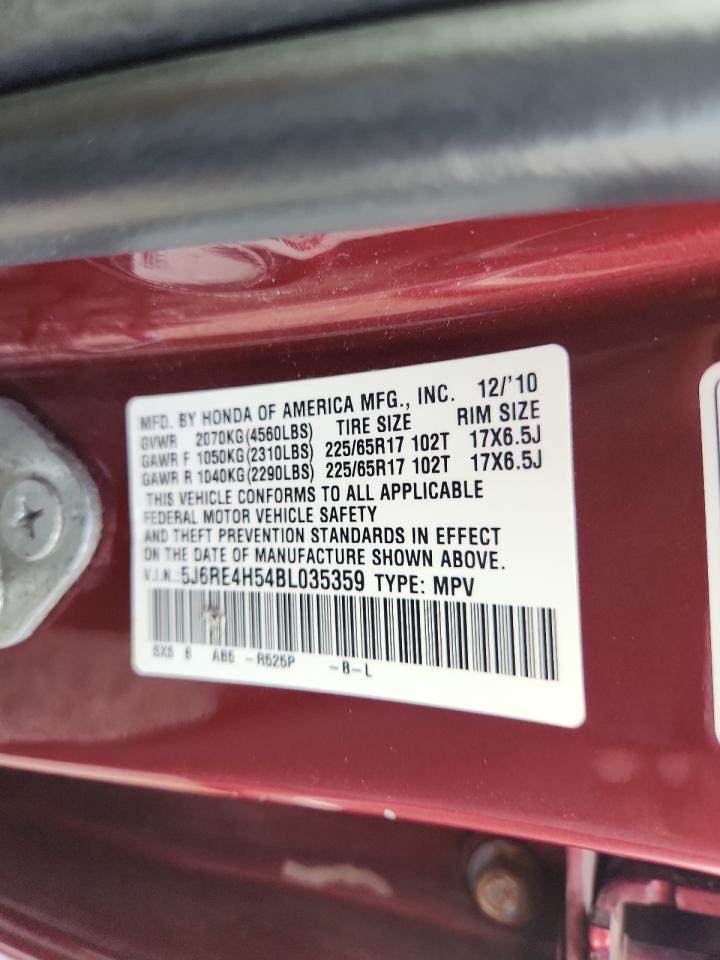 MFD. BY HONDA OF AMERICA MFG., INC. 12/'10
GVWR 2070KG(4560LBS) TIRE SIZE RIM SIZE
GAWR F 1050KG(2310LBS) 225/65R17 102T 17X6.5J
GAWR R 1040KG(2290LBS) 225/65R17 102T 17X6.5J
THIS VEHICLE CONFORMS TO ALL APPLICABLE
FEDERAL MOTOR VEHICLE SAFETY
AND THEFT PREVENTION STANDARDS IN EFFECT
ON THE DATE OF MANUFACTURE SHOWN ABOVE.
V.I.N.:5J6RE4H54BL035359 TYPE: MPV
SXS 6 AB5 -R525P -B-L